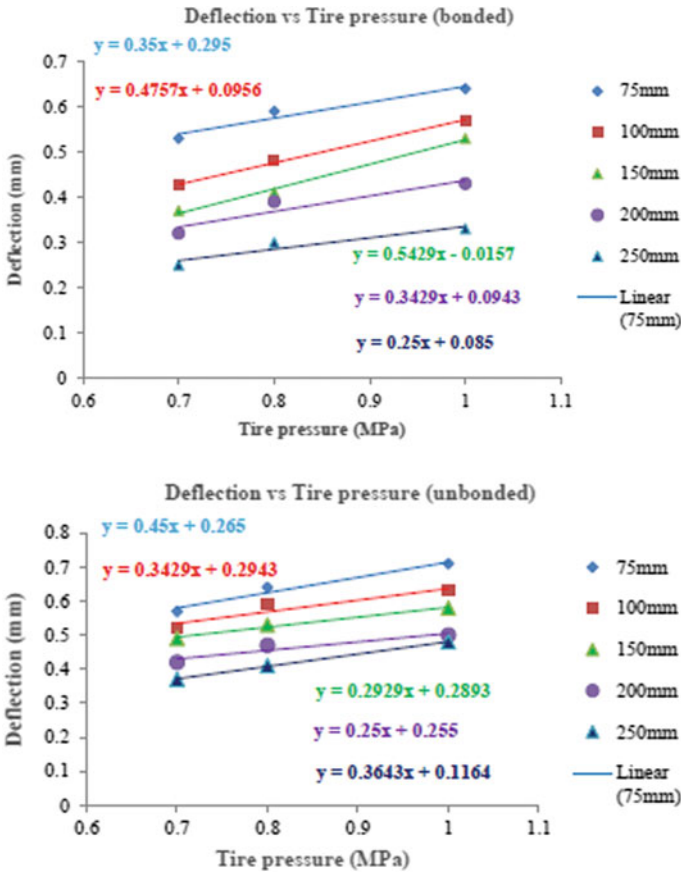 Deflection vs Tire pressure (bonded)
y = 0.35x + 0.295
y = 0.4757x + 0.0956
y = 0.5429x - 0.0157
y = 0.3429x + 0.0943
y = 0.25x + 0.085
Deflection (mm)
0.7
0.6
0.5
0.4
0.3
0.2
0.1
0
0.6 0.7 0.8 0.9 1 1.1
Tire pressure (MPa)
75mm
100mm
150mm
200mm
250mm
Linear
(75mm)
Deflection vs Tire pressure (unbonded)
y = 0.45x + 0.265
y = 0.3429x + 0.2943
y = 0.2929x + 0.2893
y = 0.25x + 0.255
y = 0.3643x + 0.1164
Deflection (mm)
0.8
0.7
0.6
0.5
0.4
0.3
0.2
0.1
0
0.6 0.7 0.8 0.9 1 1.1
Tire pressure (MPa)
75mm
100mm
150mm
200mm
250mm
Linear
(75mm)